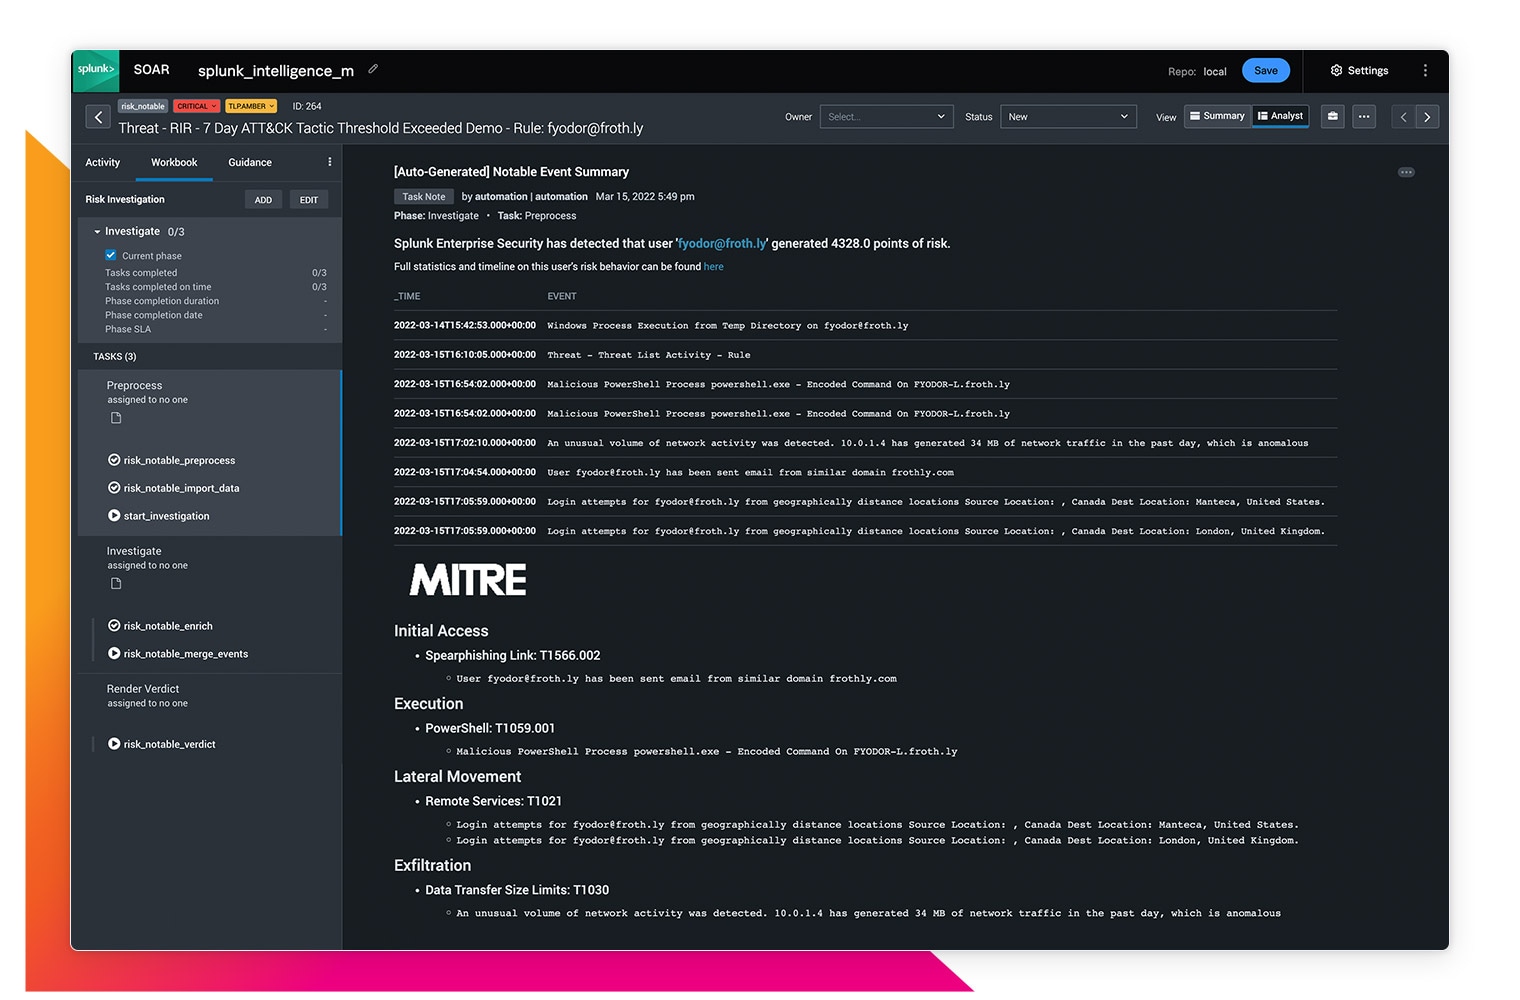 splunk>
SOAR
splunk_intelligence_m
Repo: local
Save
Settings
risk_notable
CRITICAL
TLP:AMBER
ID: 264
Threat - RIR - 7 Day ATT&CK Tactic Threshold Exceeded Demo - Rule: fyodor@froth.ly
Owner
Select...
Status
New
View
Summary
Analyst
Activity
Workbook
Guidance
Risk Investigation
ADD
EDIT
Investigate 0/3
Current phase
Tasks completed 0/3
Tasks completed on time 0/3
Phase completion duration -
Phase completion date -
Phase SLA -
TASKS (3)
Preprocess
assigned to no one
risk_notable_preprocess
risk_notable_import_data
start_investigation
Investigate
assigned to no one
risk_notable_enrich
risk_notable_merge_events
Render Verdict
assigned to no one
risk_notable_verdict
[Auto-Generated] Notable Event Summary
Task Note by automation | automation Mar 15, 2022 5:49 pm
Phase: Investigate • Task: Preprocess
Splunk Enterprise Security has detected that user 'fyodor@froth.ly' generated 4328.0 points of risk.
Full statistics and timeline on this user's risk behavior can be found here
_TIME EVENT
2022-03-14T15:42:53.000+00:00 Windows Process Execution from Temp Directory on fyodor@froth.ly
2022-03-15T16:10:05.000+00:00 Threat - Threat List Activity - Rule
2022-03-15T16:54:02.000+00:00 Malicious PowerShell Process powershell.exe - Encoded Command On FYODOR-L.froth.ly
2022-03-15T16:54:02.000+00:00 Malicious PowerShell Process powershell.exe - Encoded Command On FYODOR-L.froth.ly
2022-03-15T17:02:10.000+00:00 An unusual volume of network activity was detected. 10.0.1.4 has generated 34 MB of network traffic in the past day, which is anomalous
2022-03-15T17:04:54.000+00:00 User fyodor@froth.ly has been sent email from similar domain frothly.com
2022-03-15T17:05:59.000+00:00 Login attempts for fyodor@froth.ly from geographically distance locations Source Location: , Canada Dest Location: Manteca, United States.
2022-03-15T17:05:59.000+00:00 Login attempts for fyodor@froth.ly from geographically distance locations Source Location: , Canada Dest Location: London, United Kingdom.
MITRE
Initial Access
• Spearphishing Link: T1566.002
○ User fyodor@froth.ly has been sent email from similar domain frothly.com
Execution
• PowerShell: T1059.001
○ Malicious PowerShell Process powershell.exe - Encoded Command On FYODOR-L.froth.ly
Lateral Movement
• Remote Services: T1021
○ Login attempts for fyodor@froth.ly from geographically distance locations Source Location: , Canada Dest Location: Manteca, United States.
○ Login attempts for fyodor@froth.ly from geographically distance locations Source Location: , Canada Dest Location: London, United Kingdom.
Exfiltration
• Data Transfer Size Limits: T1030
○ An unusual volume of network activity was detected. 10.0.1.4 has generated 34 MB of network traffic in the past day, which is anomalous